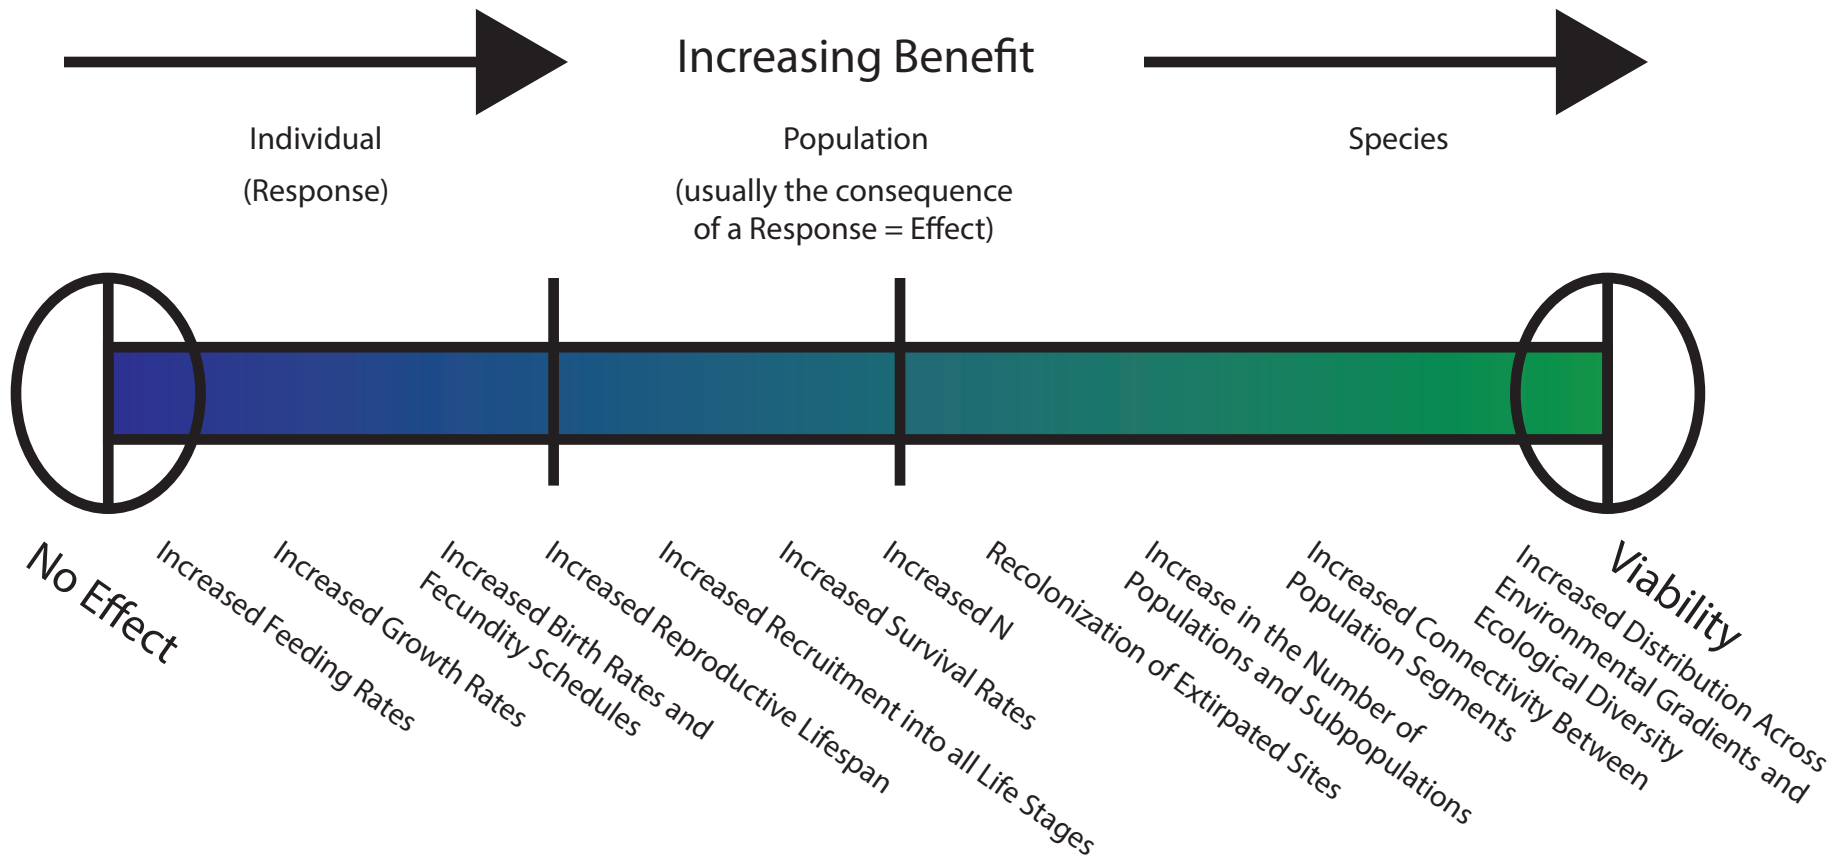 Increasing Benefit
Individual
(Response)
Population
(usually the consequence
of a Response = Effect)
Species
No Effect
Increased Feeding Rates
Increased Growth Rates
Increased Birth Rates and
Fecundity Schedules
Increased Reproductive Lifespan
Increased Recruitment into all Life Stages
Increased Survival Rates
Increased N
Recolonization of Extirpated Sites
Increase in the Number of
Populations and Subpopulations
Increased Connectivity Between
Population Segments
Increased Distribution Across
Environmental Gradients and
Ecological Diversity
Viability